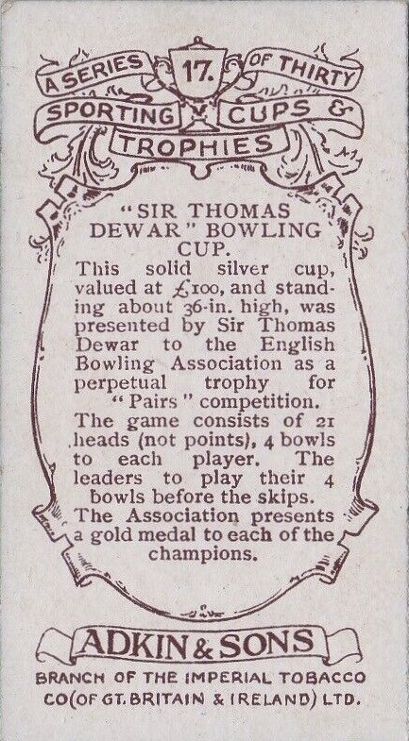 A SERIES 17. OF THIRTY
SPORTING CUPS &
TROPHIES
"SIR THOMAS
DEWAR" BOWLING
CUP.
This solid silver cup,
valued at £100, and stand-
ing about 36-in. high, was
presented by Sir Thomas
Dewar to the English
Bowling Association as a
perpetual trophy for
"Pairs" competition.
The game consists of 21
heads (not points), 4 bowls
to each player. The
leaders to play their 4
bowls before the skips.
The Association presents
a gold medal to each of the
champions.
ADKIN & SONS
BRANCH OF THE IMPERIAL TOBACCO
CO(OF GT. BRITAIN & IRELAND) LTD.